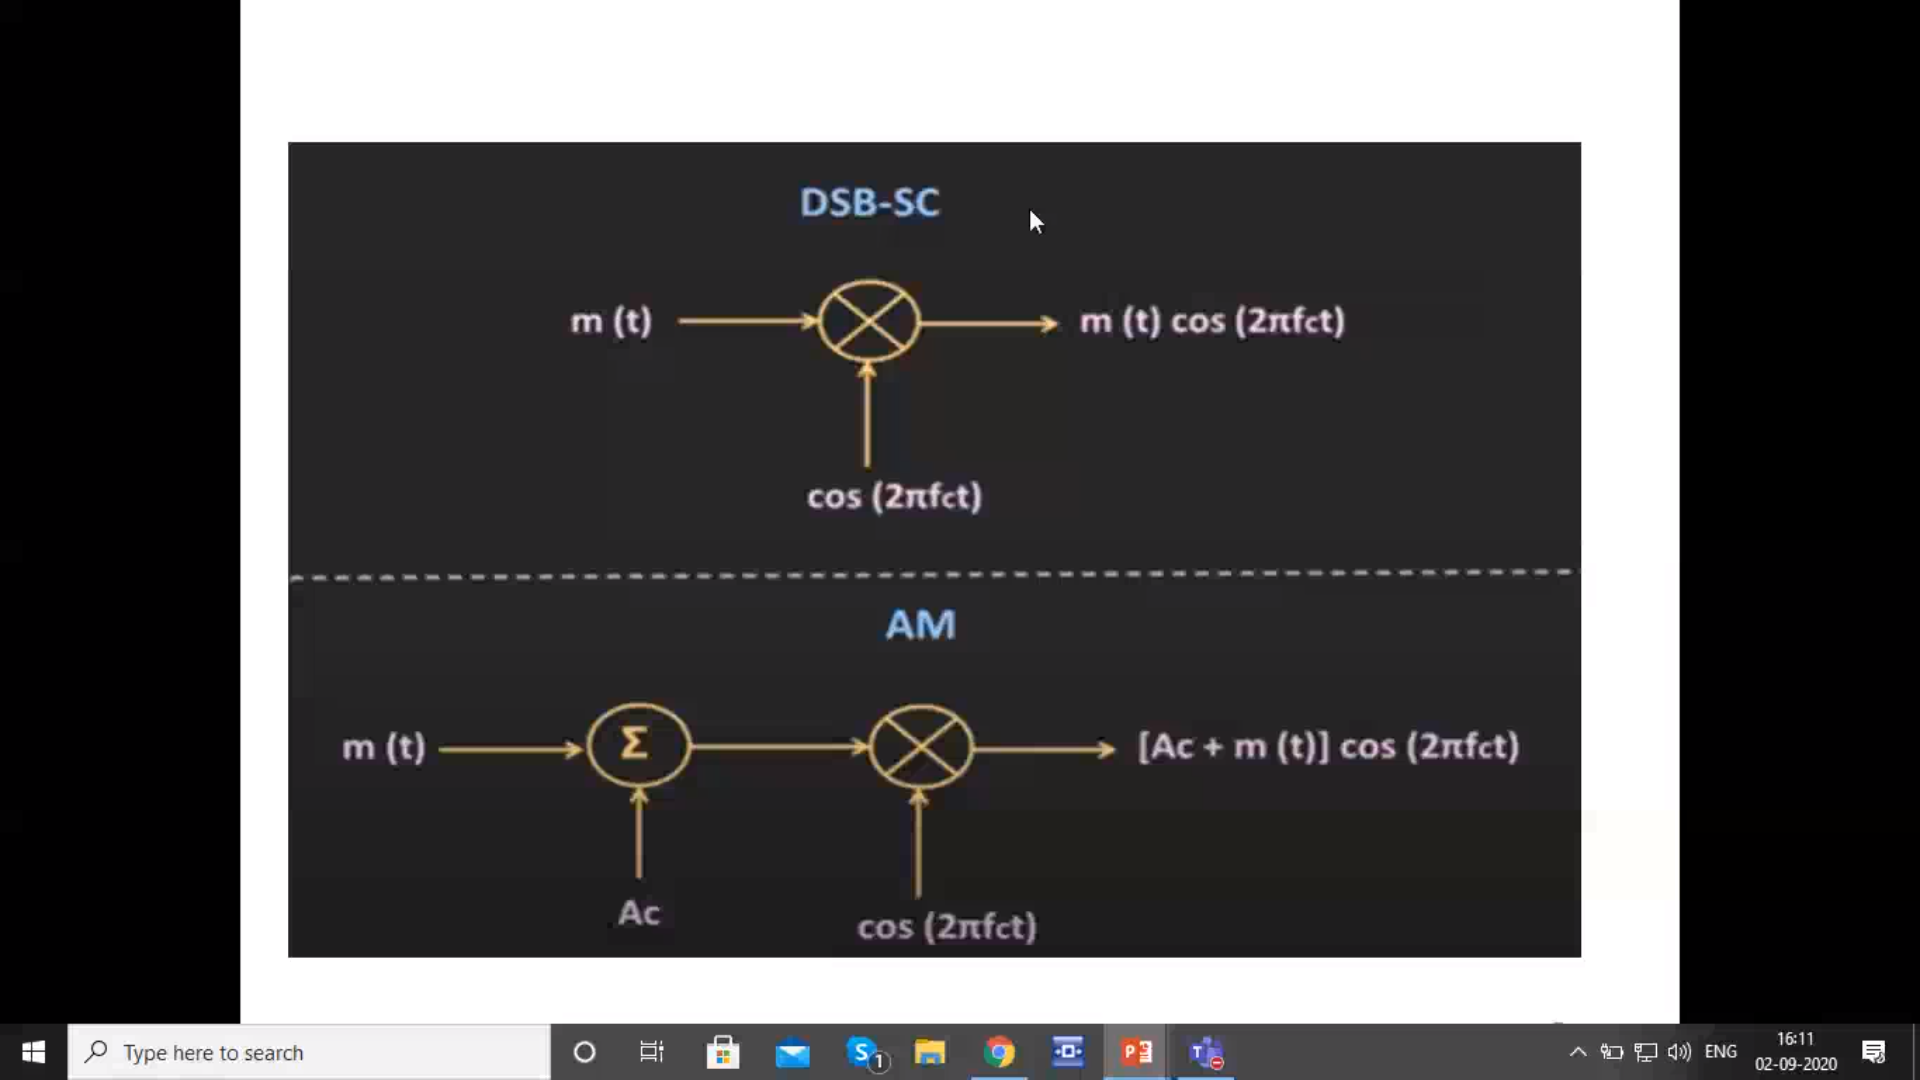 DSB-SC
m (t)
m (t) cos (2πfct)
cos (2πfct)
AM
m (t)
Σ
[Ac + m (t)] cos (2πfct)
Ac
cos (2πfct)
Type here to search
S
1
P
T
ENG
16:11
02-09-2020